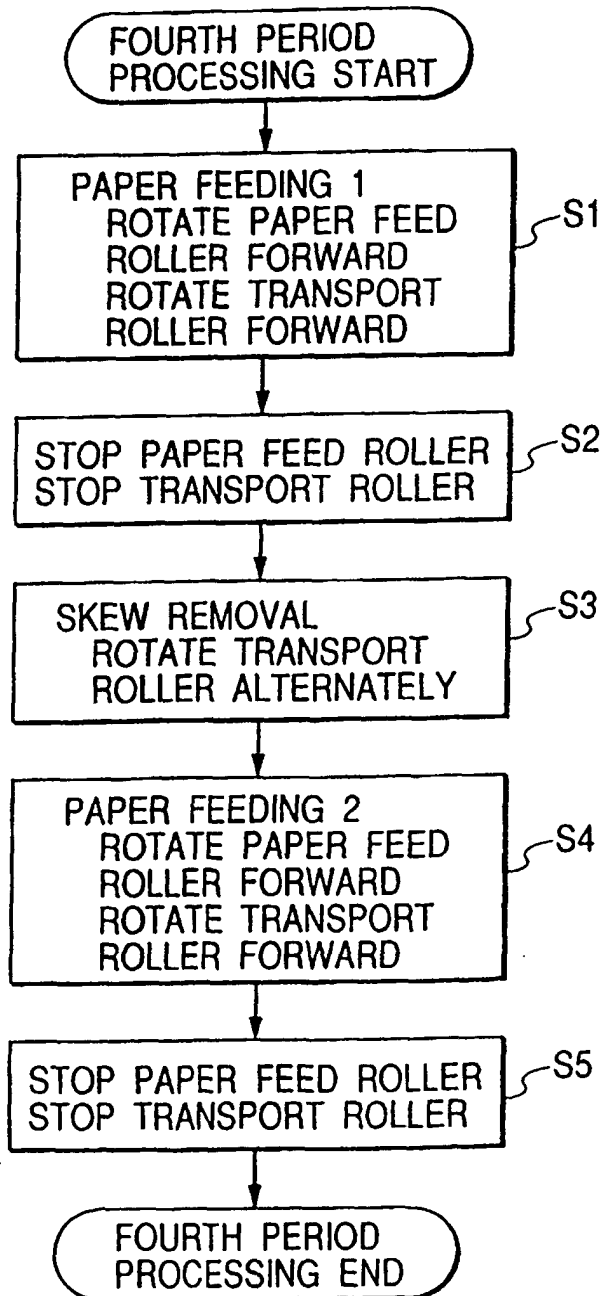 FOURTH PERIOD
PROCESSING START
PAPER FEEDING 1
ROTATE PAPER FEED
ROLLER FORWARD
ROTATE TRANSPORT
ROLLER FORWARD
S1
STOP PAPER FEED ROLLER
STOP TRANSPORT ROLLER
S2
SKEW REMOVAL
ROTATE TRANSPORT
ROLLER ALTERNATELY
S3
PAPER FEEDING 2
ROTATE PAPER FEED
ROLLER FORWARD
ROTATE TRANSPORT
ROLLER FORWARD
S4
STOP PAPER FEED ROLLER
STOP TRANSPORT ROLLER
S5
FOURTH PERIOD
PROCESSING END